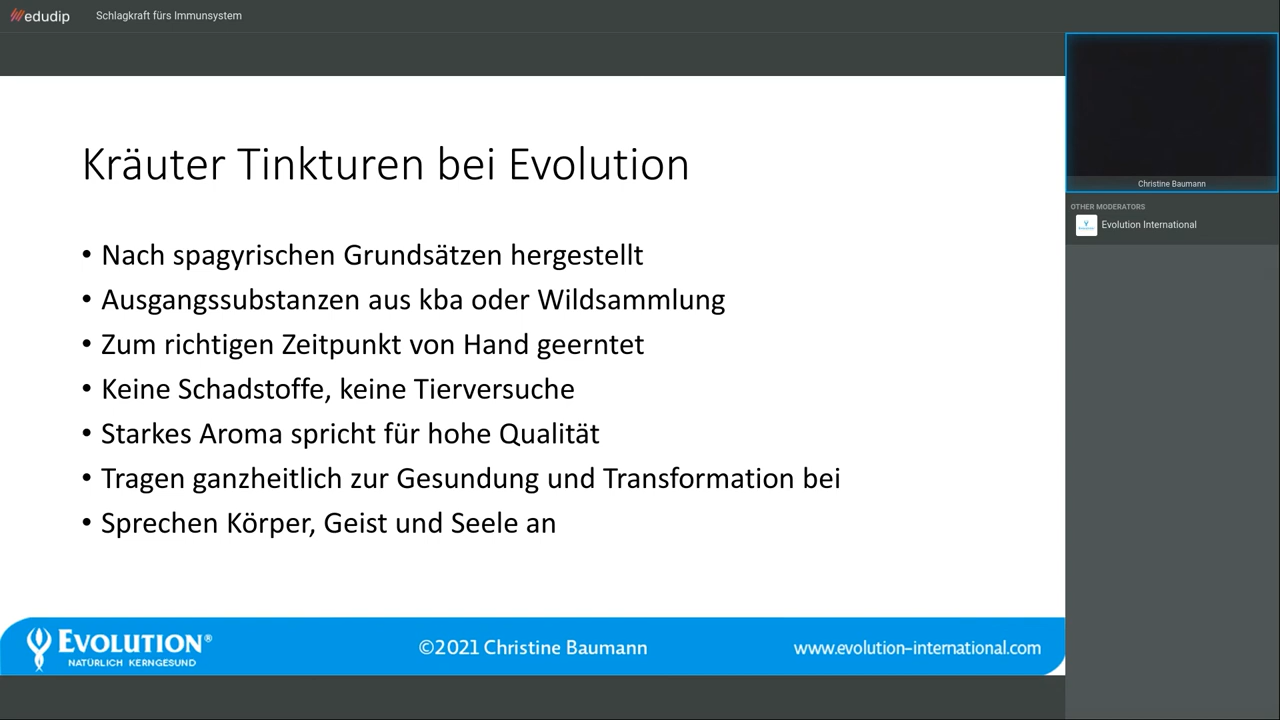 edudip
Schlagkraft fürs Immunsystem
Kräuter Tinkturen bei Evolution
• Nach spagyrischen Grundsätzen hergestellt
• Ausgangssubstanzen aus kba oder Wildsammlung
• Zum richtigen Zeitpunkt von Hand geerntet
• Keine Schadstoffe, keine Tierversuche
• Starkes Aroma spricht für hohe Qualität
• Tragen ganzheitlich zur Gesundung und Transformation bei
• Sprechen Körper, Geist und Seele an
EVOLUTION®
NATÜRLICH KERNGESUND
©2021 Christine Baumann
www.evolution-international.com
Christine Baumann
OTHER MODERATORS
Evolution International